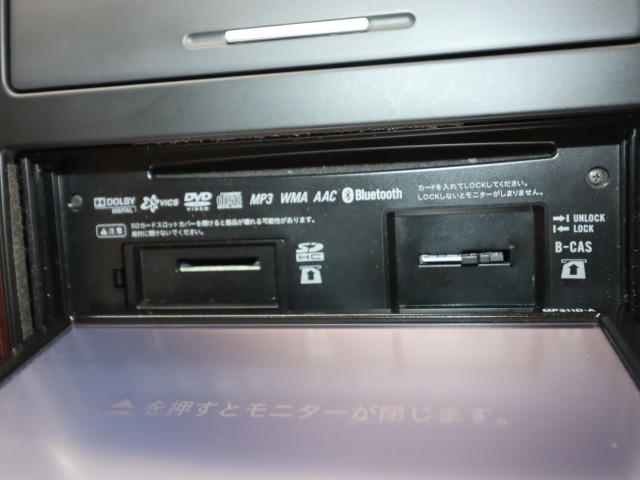 DOLBY DIGITAL VICS DVD VIDEO MP3 WMA AAC Bluetooth
カードを入れてLOCKしてください。
LOCKしないとモニターがしまりません。
注意 SDカードスロットカバーを開けると製品が壊れる可能性があります。
絶対に開けないでください。
SD HC
UNLOCK
LOCK
B-CAS
MP311D-A
を押すとモニターが閉じます。